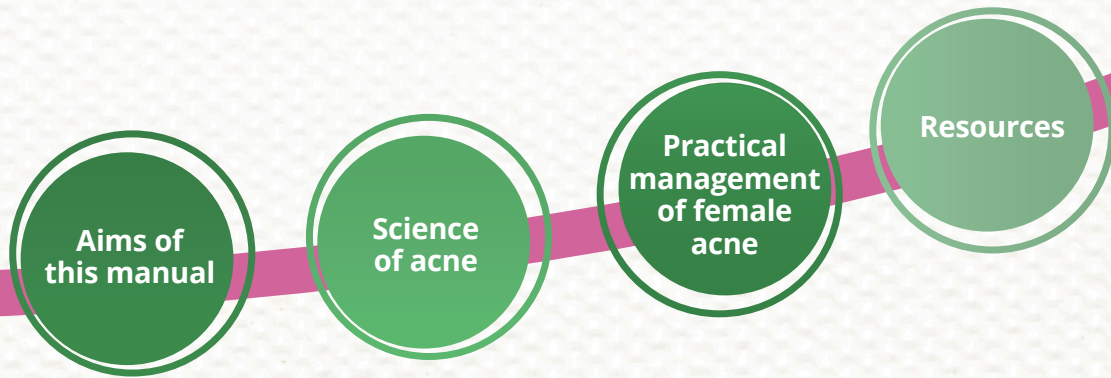 Aims of
this manual
Science
of acne
Practical
management
of female
acne
Resources